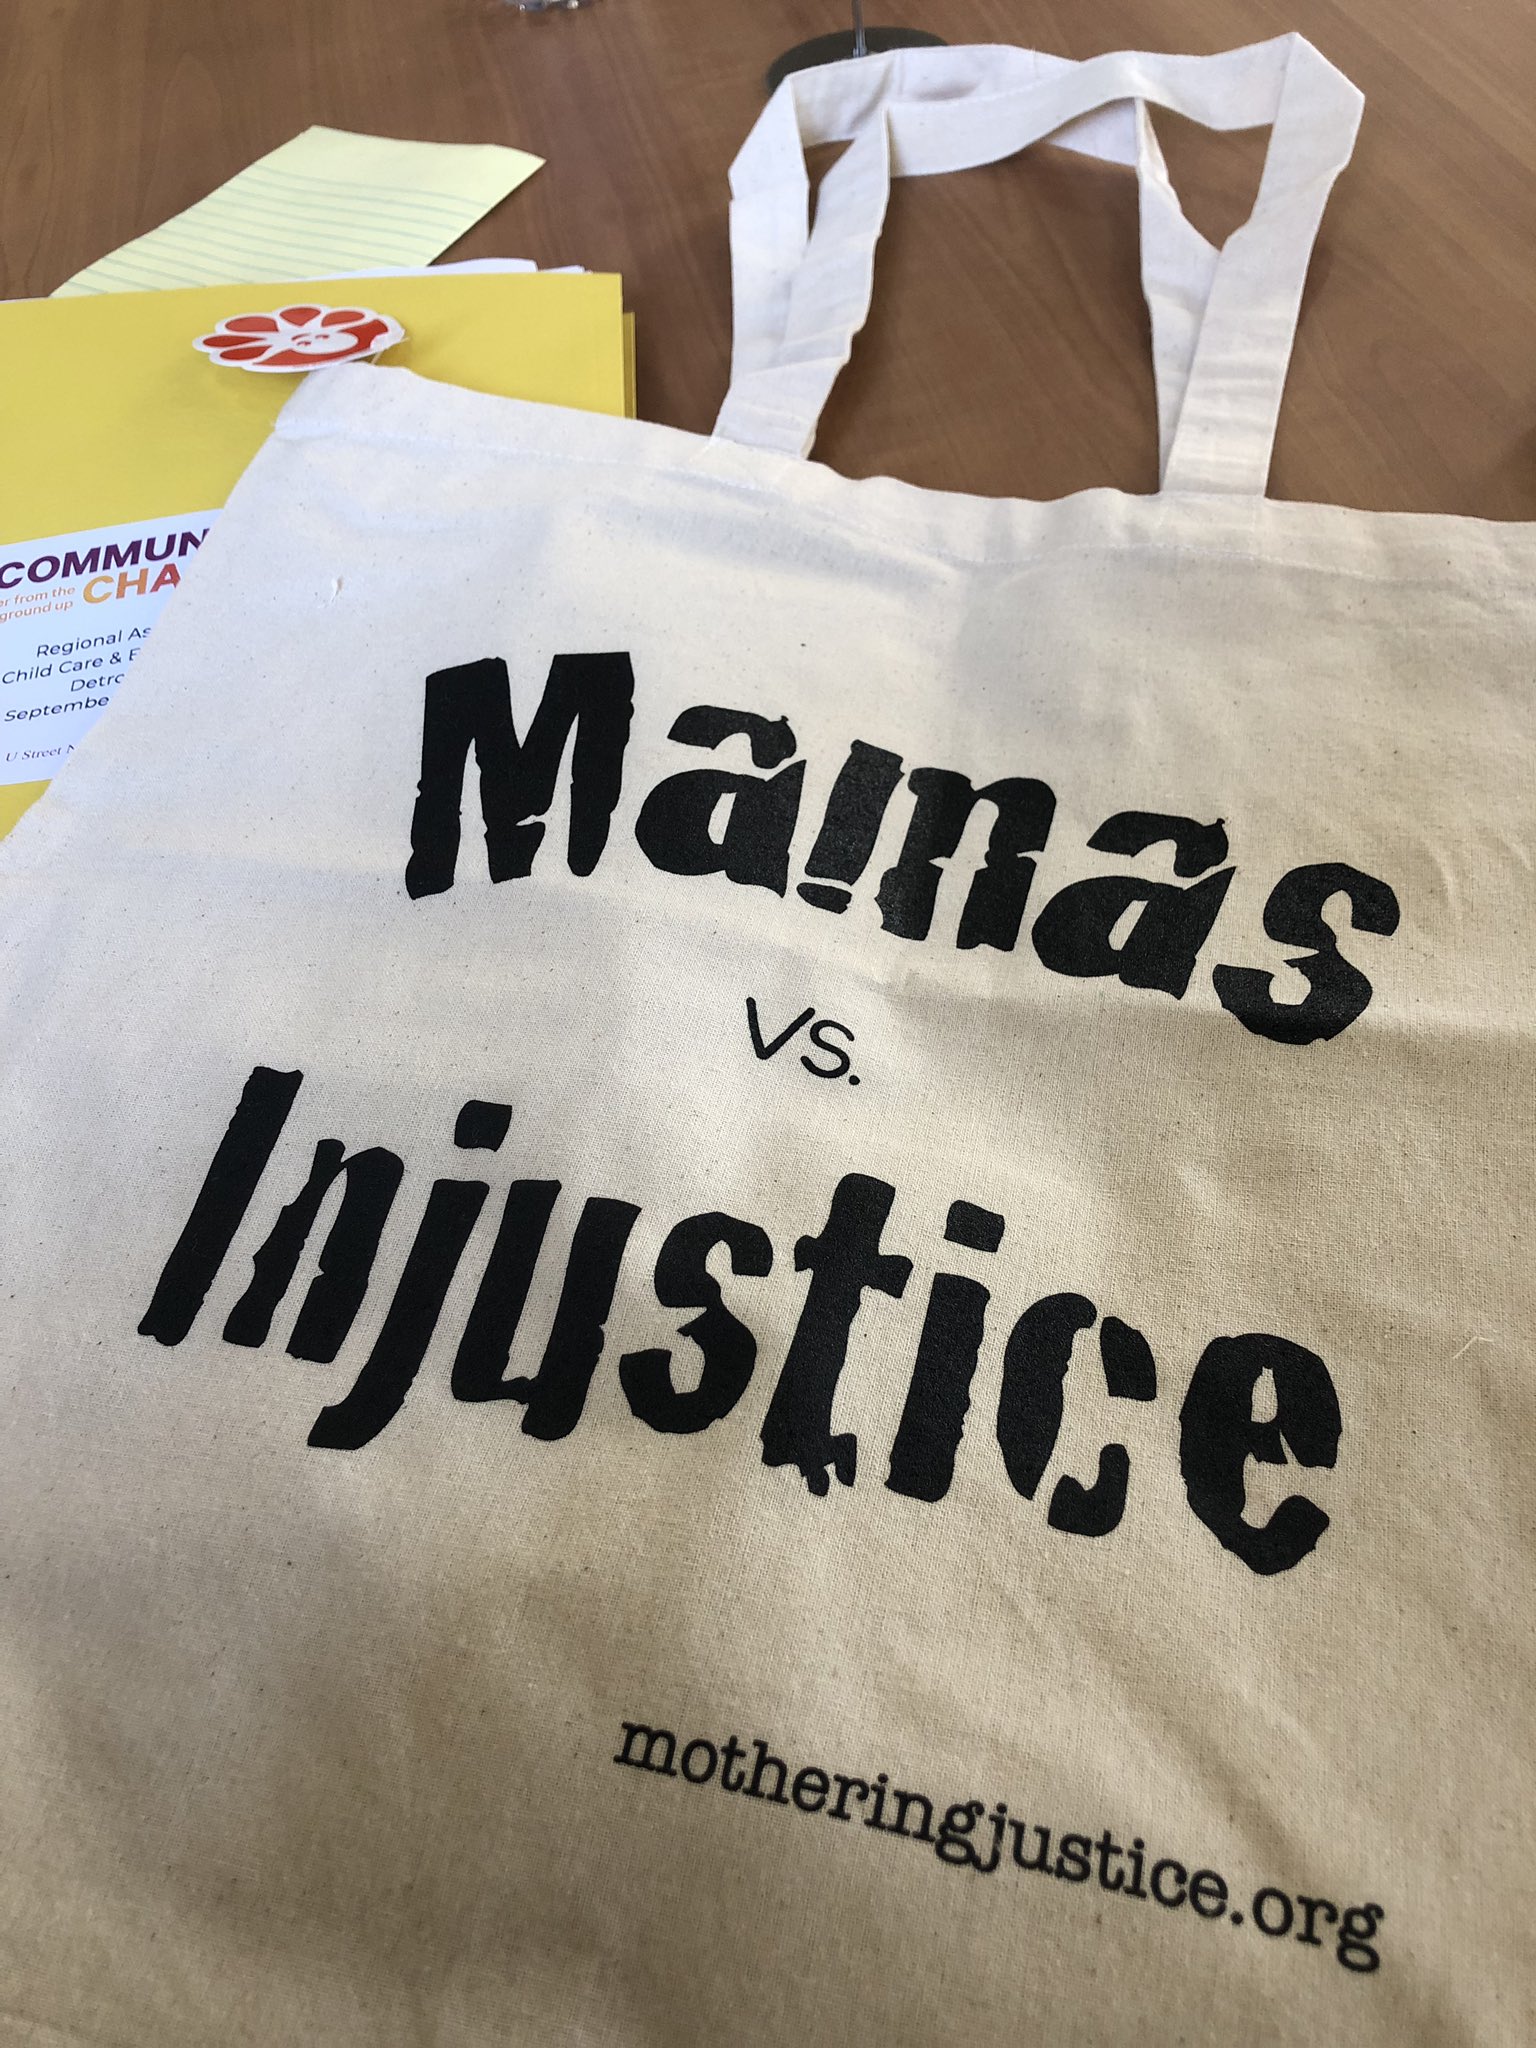 COMMUN
er from the CHA
ground up
Regional As
Child Care & E
Detro
Septembe
U Street N
Mamas
vs.
Injustice
motheringjustice.org